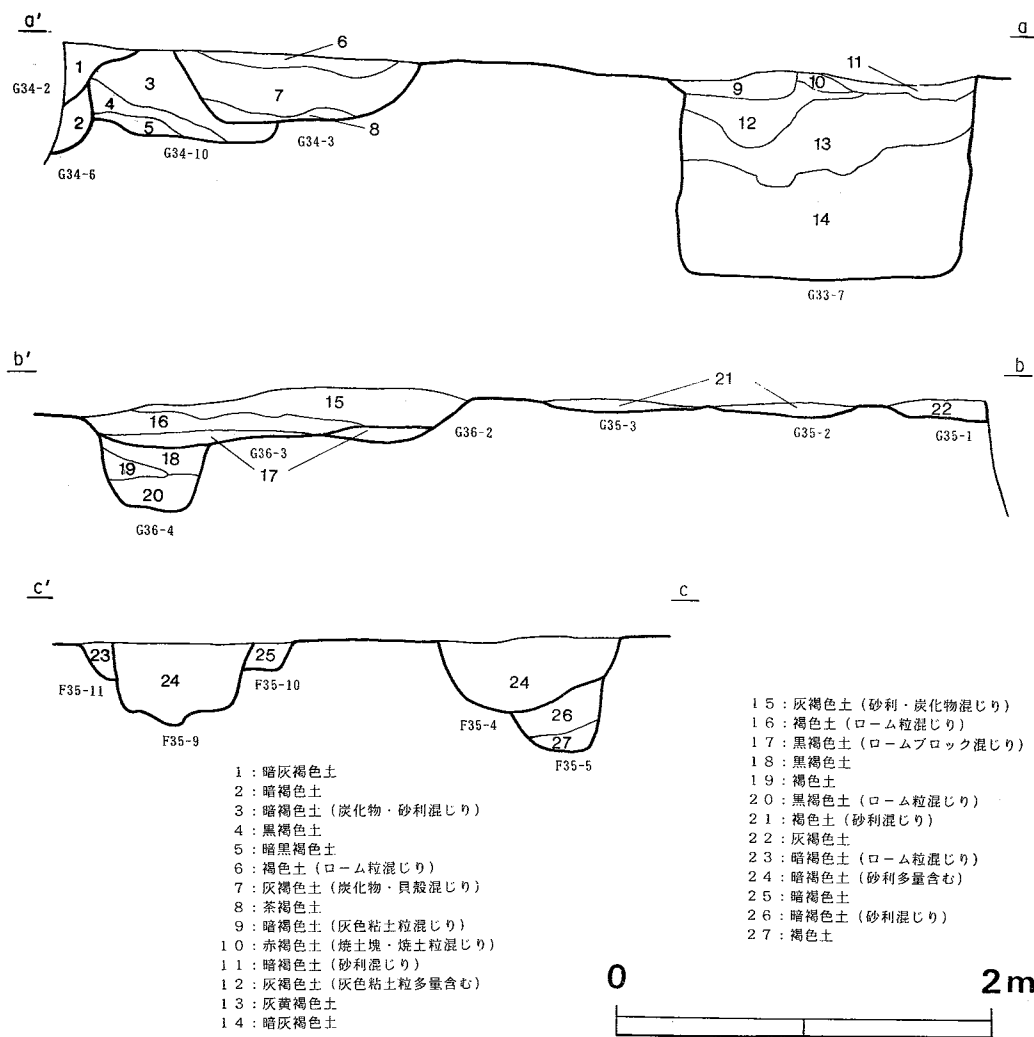 a'
a
6
1
3
11
G34-2
10
9
7
4
12
2
5
8
13
G34-10
G34-3
G34-6
14
G33-7
b'
b
21
15
16
22
G36-2
G35-3
G35-2
G35-1
18
G36-3
17
19
20
G36-4
c'
c
23
25
24
24
F35-11
F35-10
26
F35-9
F35-4
27
F35-5
1：暗灰褐色土
2：暗褐色土
3：暗褐色土（炭化物・砂利混じり）
4：黒褐色土
5：暗黒褐色土
6：褐色土（ローム粒混じり）
7：灰褐色土（炭化物・貝殻混じり）
8：茶褐色土
9：暗褐色土（灰色粘土粒混じり）
10：赤褐色土（焼土塊・焼土粒混じり）
11：暗褐色土（砂利混じり）
12：灰褐色土（灰色粘土粒多量含む）
13：灰黄褐色土
14：暗灰褐色土
15：灰褐色土（砂利・炭化物混じり）
16：褐色土（ローム粒混じり）
17：黒褐色土（ロームブロック混じり）
18：黒褐色土
19：褐色土
20：黒褐色土（ローム粒混じり）
21：褐色土（砂利混じり）
22：灰褐色土
23：暗褐色土（ローム粒混じり）
24：暗褐色土（砂利多量含む）
25：暗褐色土
26：暗褐色土（砂利混じり）
27：褐色土
0
2m